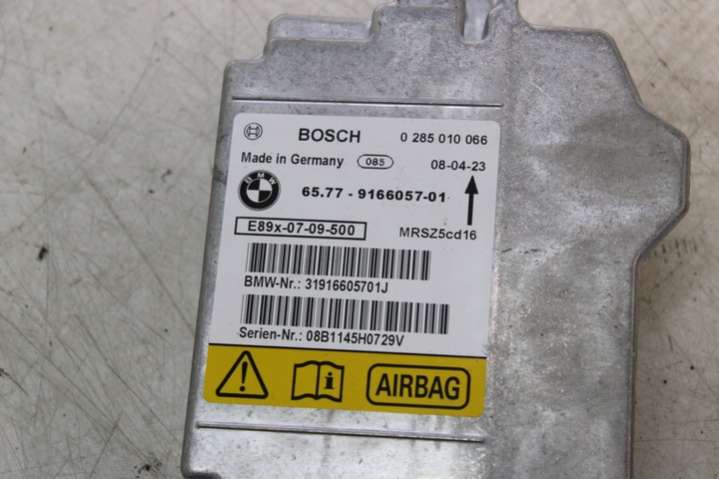 BOSCH 0 285 010 066
Made in Germany 085 08-04-23
BMW 65.77 - 9166057-01
E89x-07-09-500 MRSZ5cd16
BMW-Nr.: 31916605701J
Serien-Nr.: 08B1145H0729V
AIRBAG